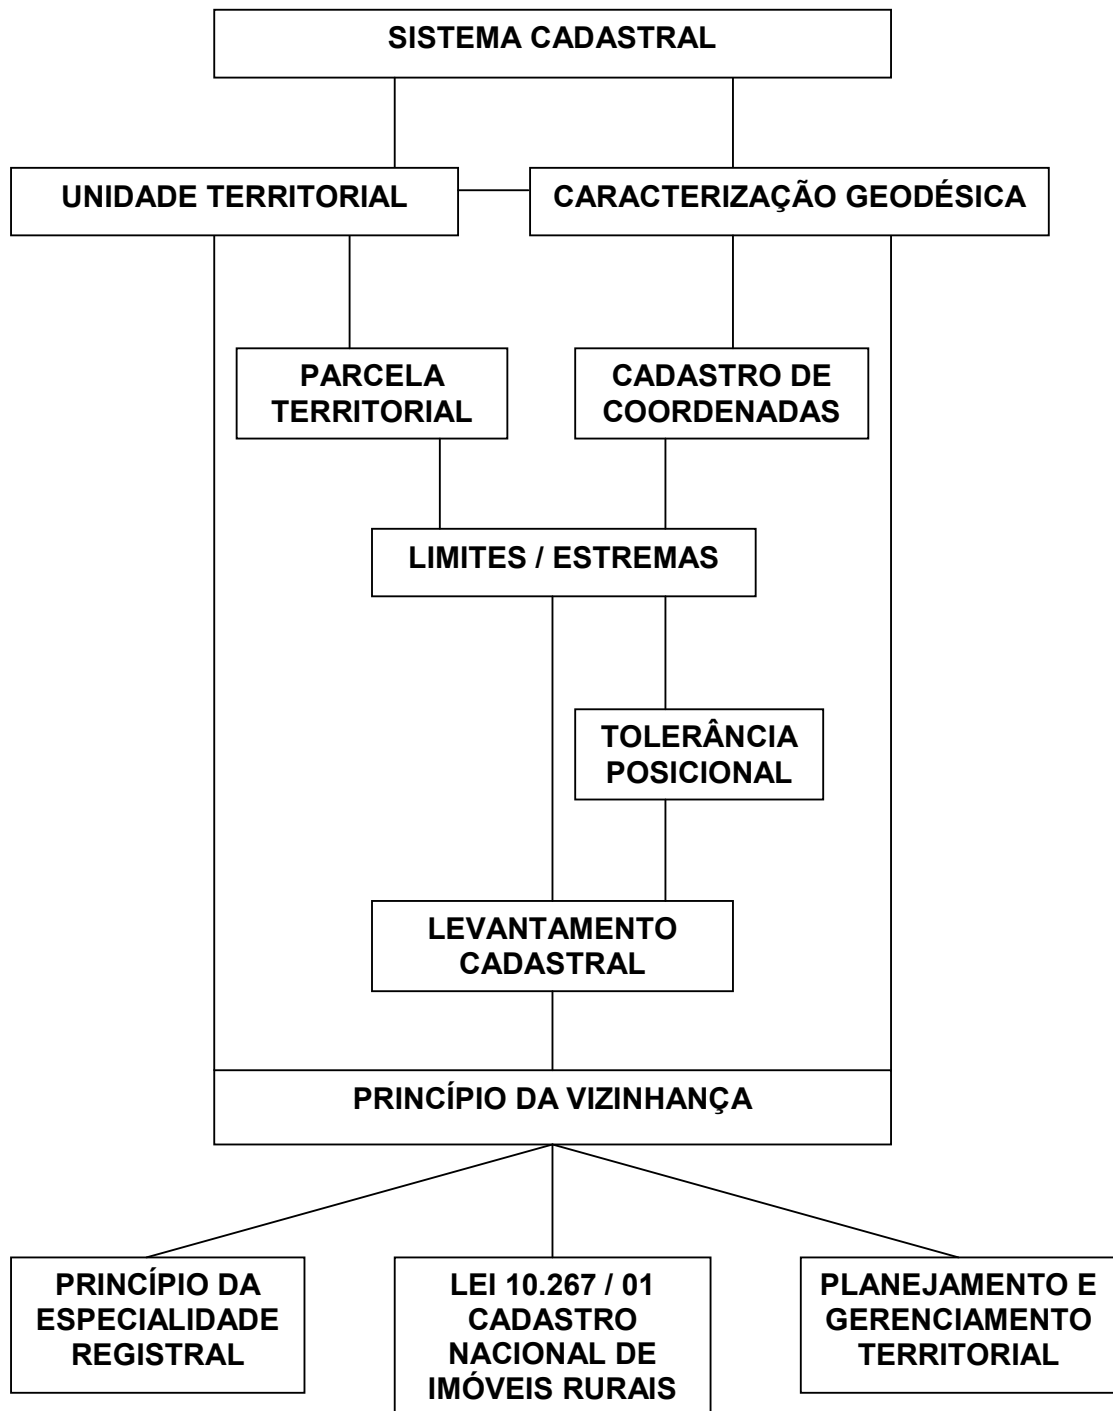 SISTEMA CADASTRAL
UNIDADE TERRITORIAL
CARACTERIZAÇÃO GEODÉSICA
PARCELA
TERRITORIAL
CADASTRO DE
COORDENADAS
LIMITES / ESTREMAS
TOLERÂNCIA
POSICIONAL
LEVANTAMENTO
CADASTRAL
PRINCÍPIO DA VIZINHANÇA
PRINCÍPIO DA
ESPECIALIDADE
REGISTRAL
LEI 10.267 / 01
CADASTRO
NACIONAL DE
IMÓVEIS RURAIS
PLANEJAMENTO E
GERENCIAMENTO
TERRITORIAL